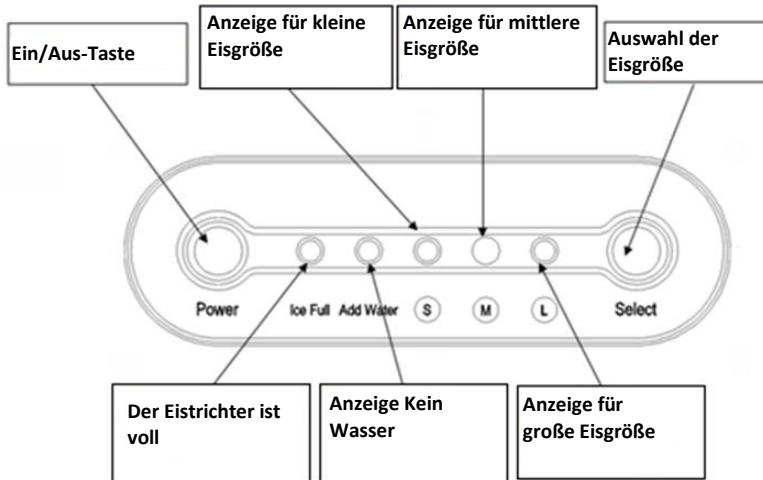 Anzeige für kleine
Eisgröße
Anzeige für mittlere
Eisgröße
Ein/Aus-Taste
Auswahl der
Eisgröße
Power
Ice Full
Add Water
S
M
L
Select
Der Eistrichter ist
voll
Anzeige Kein
Wasser
Anzeige für
große Eisgröße